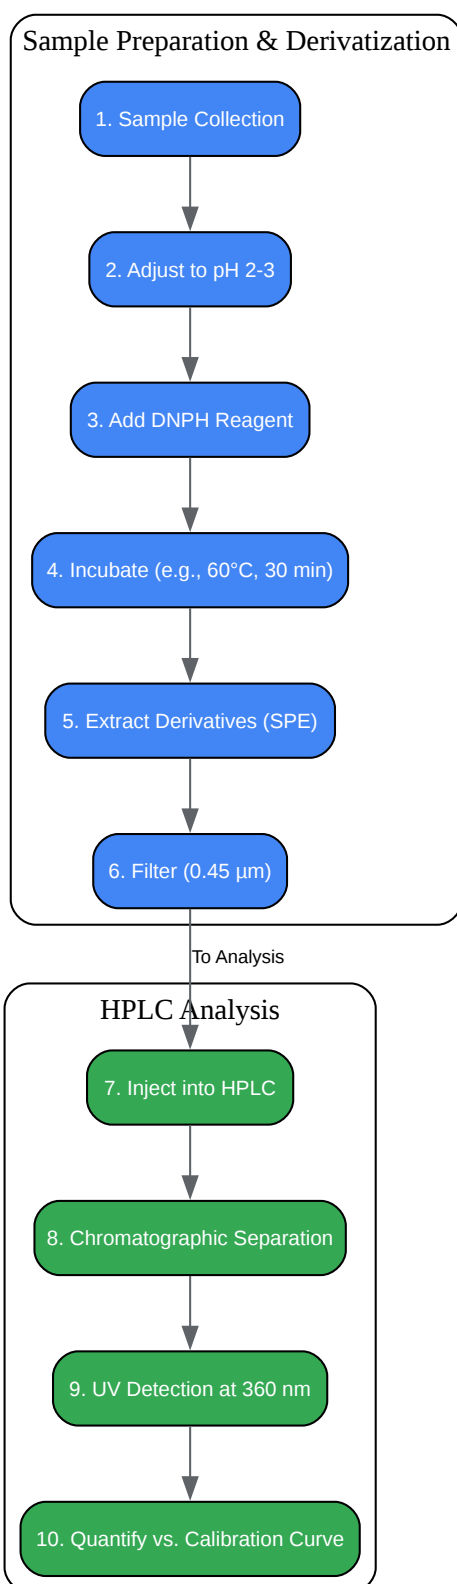 Sample Preparation & Derivatization
1. Sample Collection
2. Adjust to pH 2-3
3. Add DNPH Reagent
4. Incubate (e.g., 60°C, 30 min)
5. Extract Derivatives (SPE)
6. Filter (0.45 µm)
To Analysis
HPLC Analysis
7. Inject into HPLC
8. Chromatographic Separation
9. UV Detection at 360 nm
10. Quantify vs. Calibration Curve